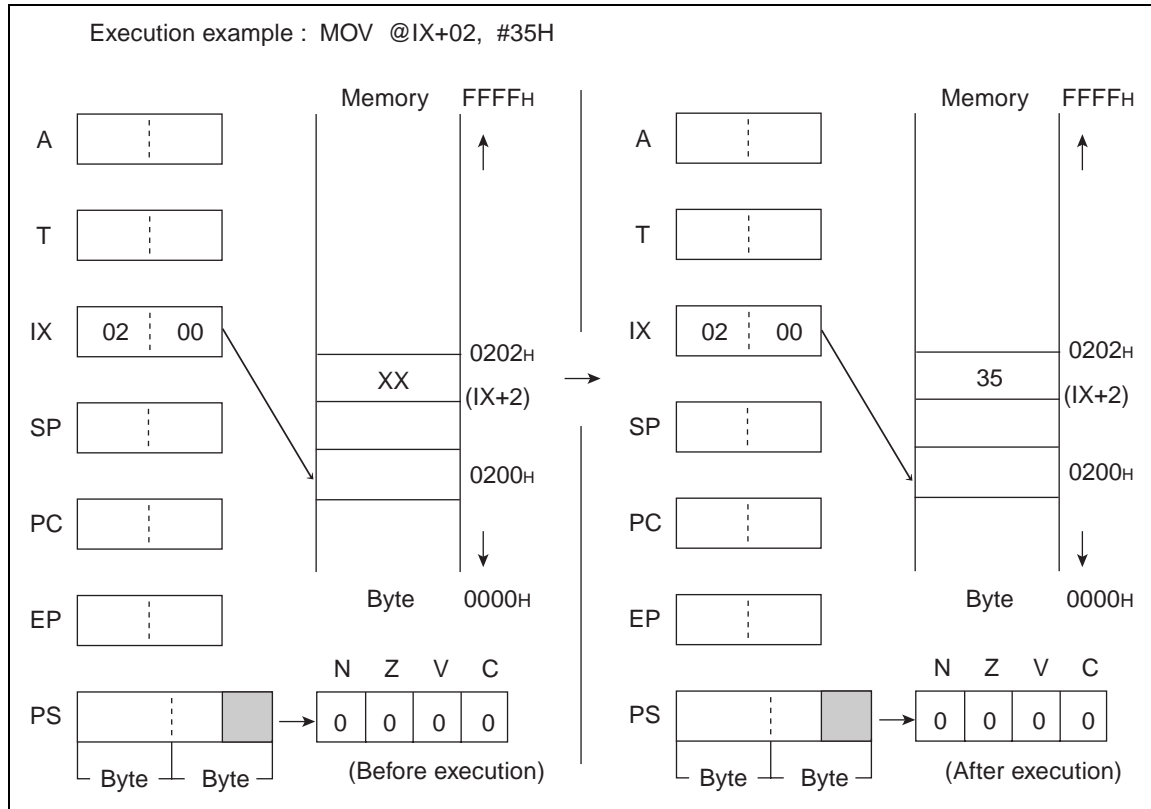 Execution example : MOV @IX+02, #35H
Memory FFFFH
A
T
IX 02 00
0202H
XX
(IX+2)
SP
0200H
PC
Byte 0000H
EP
N Z V C
PS 0 0 0 0
Byte Byte
(Before execution)
Memory FFFFH
A
T
IX 02 00
0202H
35
(IX+2)
SP
0200H
PC
Byte 0000H
EP
N Z V C
PS 0 0 0 0
Byte Byte
(After execution)